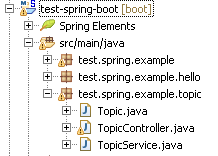 test-spring-boot [boot]
Spring Elements
src/main/java
test.spring.example
test.spring.example.hello
test.spring.example.topic
Topic.java
TopicController.java
TopicService.java